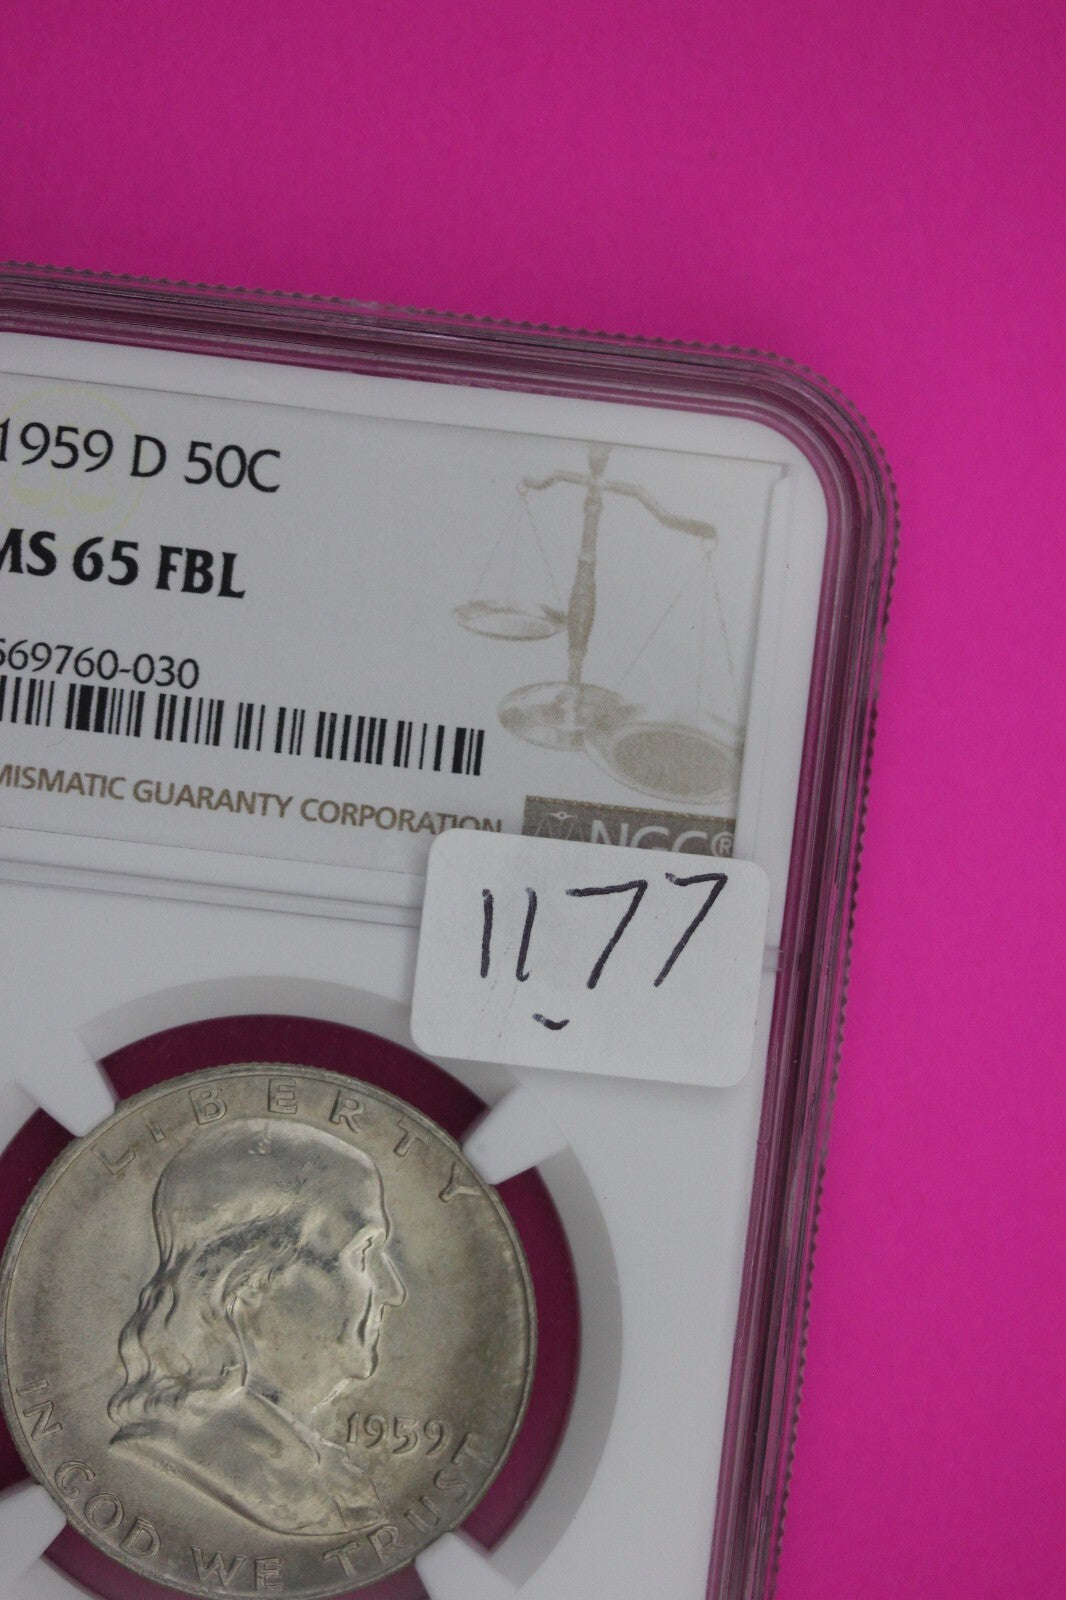 1959 D 50C
MS 65 FBL
569760-030
MISMATIC GUARANTY CORPORATION
NGC®
1177
LIBERTY
1959
IN GOD WE TRUST